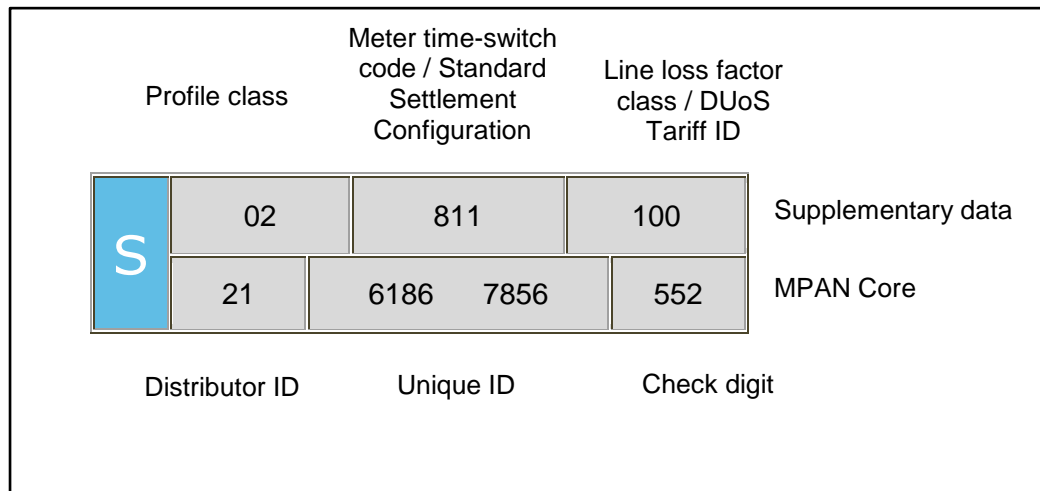 Profile class
Meter time-switch
code / Standard
Settlement
Configuration
Line loss factor
class / DUoS
Tariff ID
S
02 811 100
Supplementary data
21 6186 7856 552
MPAN Core
Distributor ID
Unique ID
Check digit